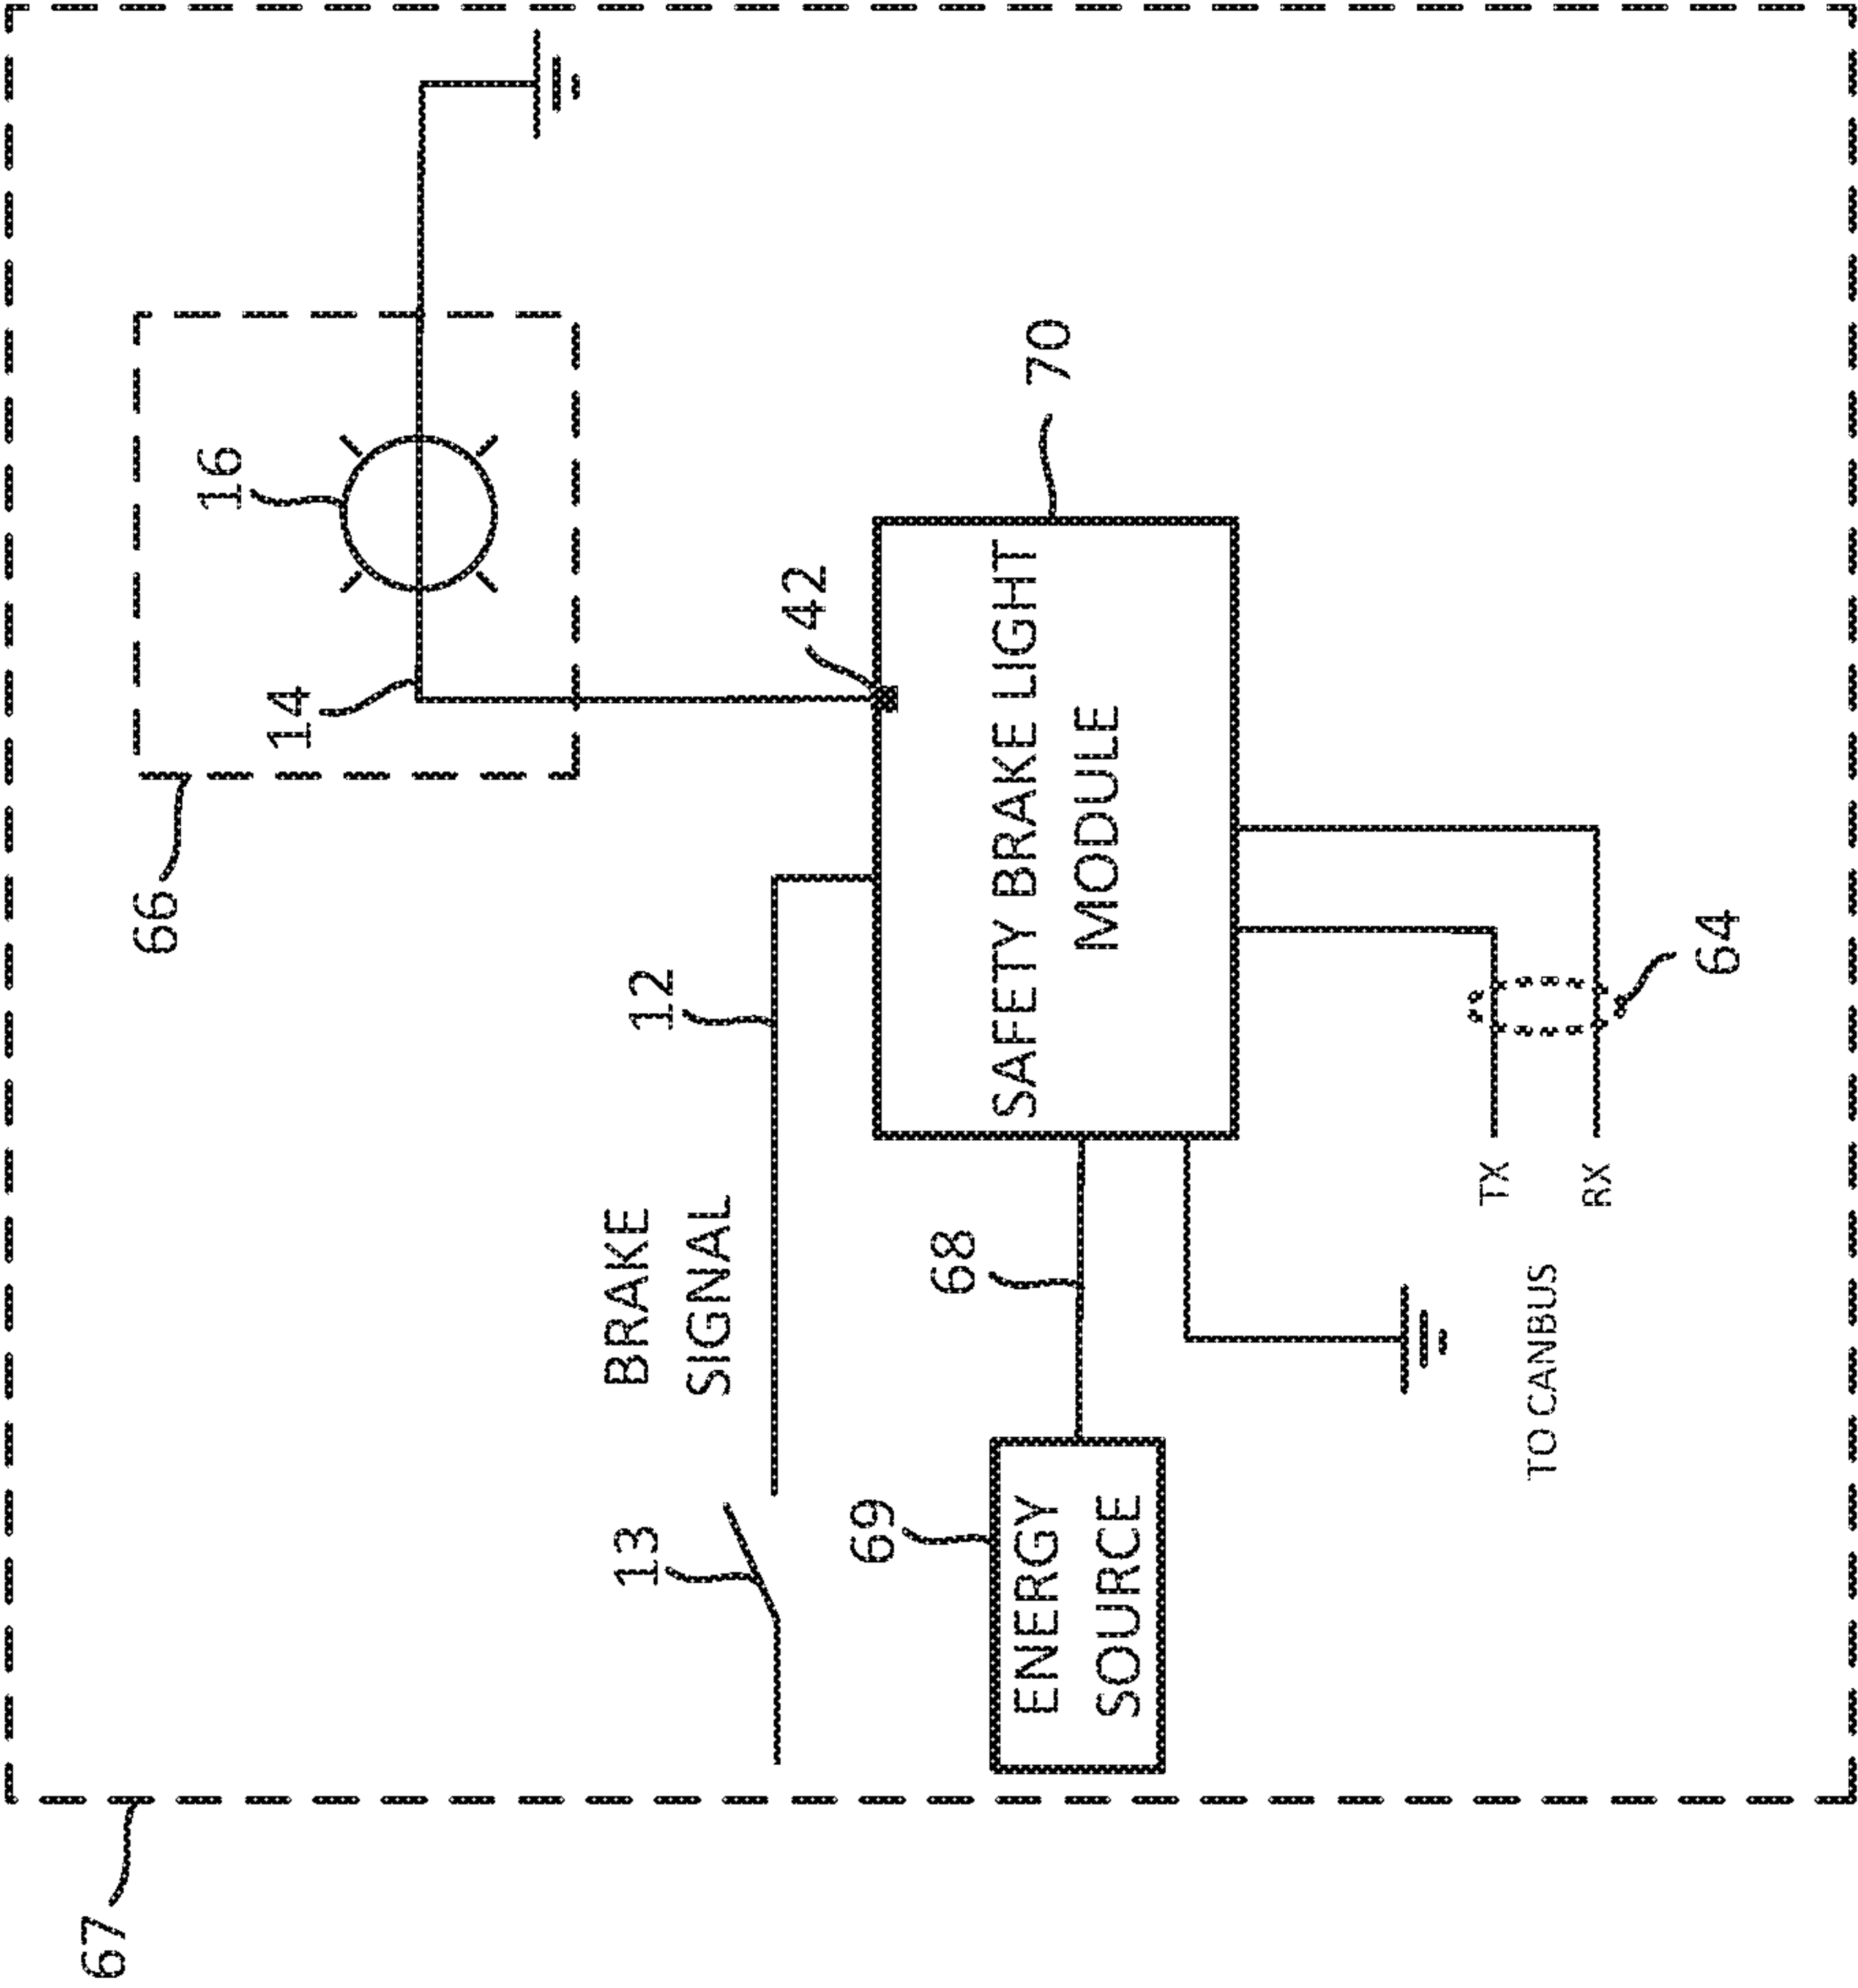 67
66
14
16
13
BRAKE
SIGNAL
12
42
69
ENERGY
SOURCE
68
SAFETY BRAKE LIGHT
MODULE
70
TO CANBUS
TX
RX
64